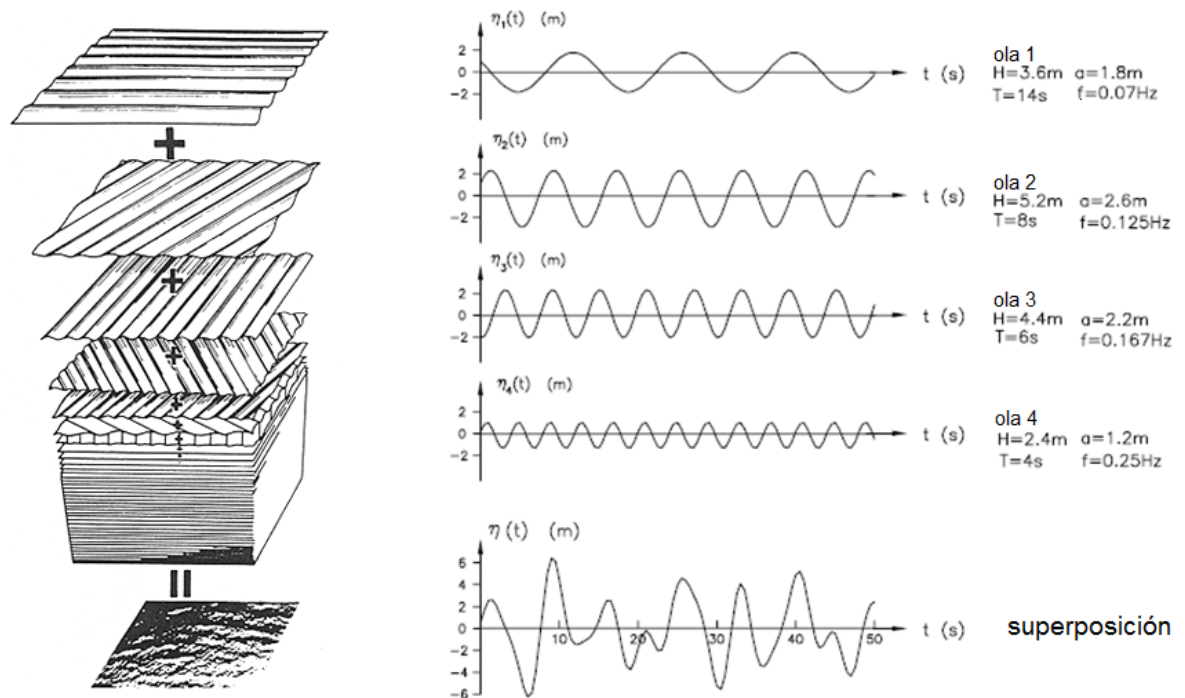 η₁(t) (m)
2
0
−2
t (s)
ola 1
H=3.6m a=1.8m
T=14s f=0.07Hz
η₂(t) (m)
2
0
−2
t (s)
ola 2
H=5.2m a=2.6m
T=8s f=0.125Hz
η₃(t) (m)
2
0
−2
t (s)
ola 3
H=4.4m a=2.2m
T=6s f=0.167Hz
η₄(t) (m)
2
0
−2
t (s)
ola 4
H=2.4m a=1.2m
T=4s f=0.25Hz
η (t) (m)
6
4
2
0
−2
−4
−6
10 20 30 40 50
t (s)
superposición